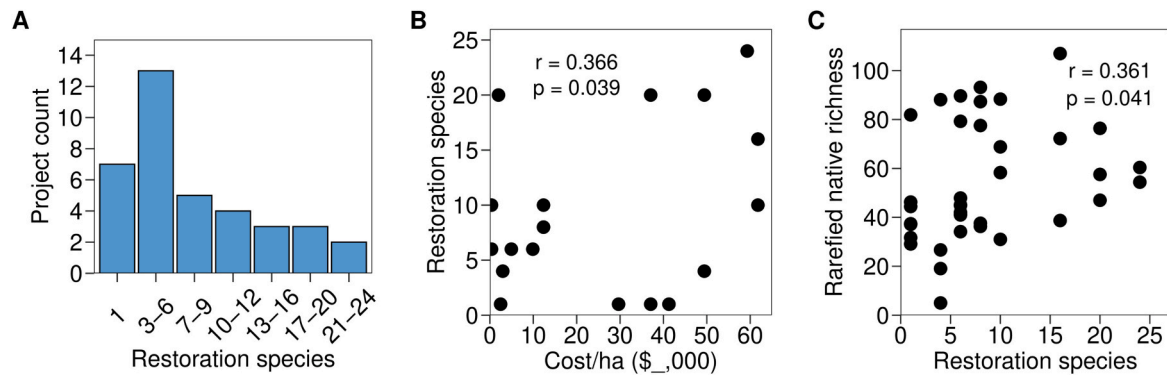 A
Project count
14
12
10
8
6
4
2
0
1
3–6
7–9
10–12
13–16
17–20
21–24
Restoration species
B
Restoration species
25
20
15
10
5
0
r = 0.366
p = 0.039
0 10 20 30 40 50 60
Cost/ha ($_,000)
C
Rarefied native richness
100
80
60
40
20
0
r = 0.361
p = 0.041
0 5 10 15 20 25
Restoration species